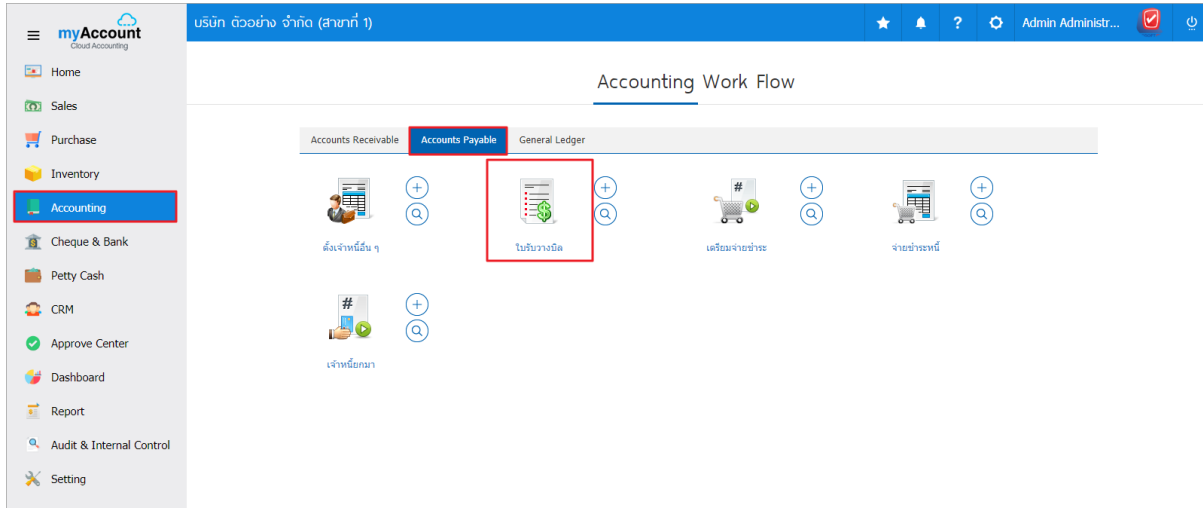 myAccount
Cloud Accounting
บริษัท ตัวอย่าง จำกัด (สาขาที่ 1)
Admin Administr...
Home
Sales
Purchase
Inventory
Accounting
Cheque & Bank
Petty Cash
CRM
Approve Center
Dashboard
Report
Audit & Internal Control
Setting
Accounting Work Flow
Accounts Receivable Accounts Payable General Ledger
ตั้งเจ้าหนี้อื่น ๆ ใบรับวางบิล เตรียมจ่ายชำระ จ่ายชำระหนี้
เจ้าหนี้ยกมา